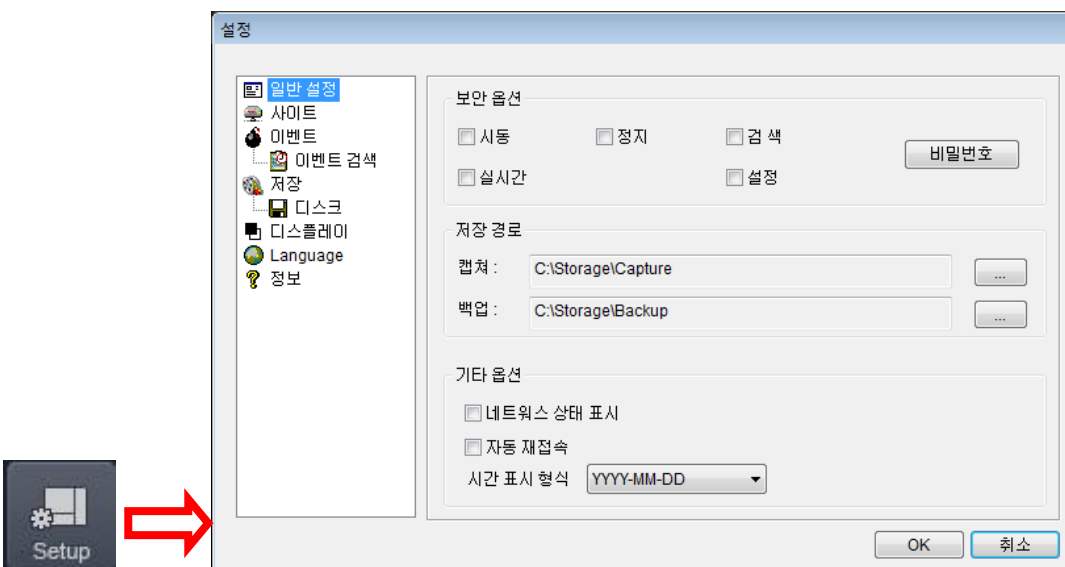 설정
일반 설정
사이트
이벤트
이벤트 검색
저장
디스크
디스플레이
Language
정보
보안 옵션
시동
정지
검 색
비밀번호
실시간
설정
저장 경로
캡쳐 :
C:\Storage\Capture
...
백업 :
C:\Storage\Backup
...
기타 옵션
네트워스 상태 표시
자동 재접속
시간 표시 형식
YYYY-MM-DD
OK
취소
Setup